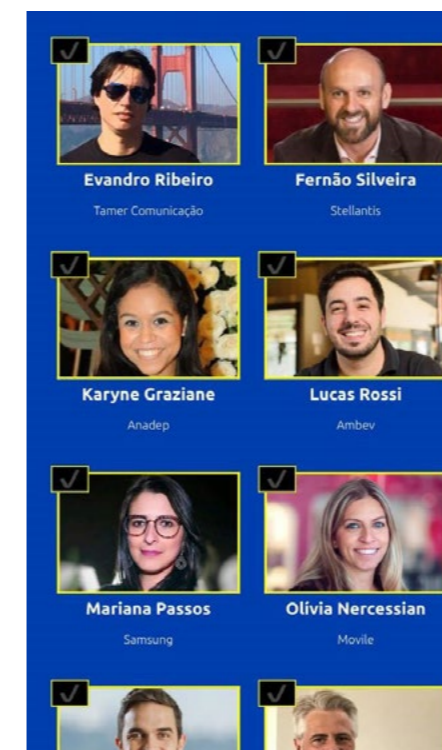 Evandro Ribeiro
Fernão Silveira
Tamer Comunicação
Stellantis
Karyne Graziane
Lucas Rossi
Anadep
Ambev
Mariana Passos
Olívia Nercessian
Samsung
Movile